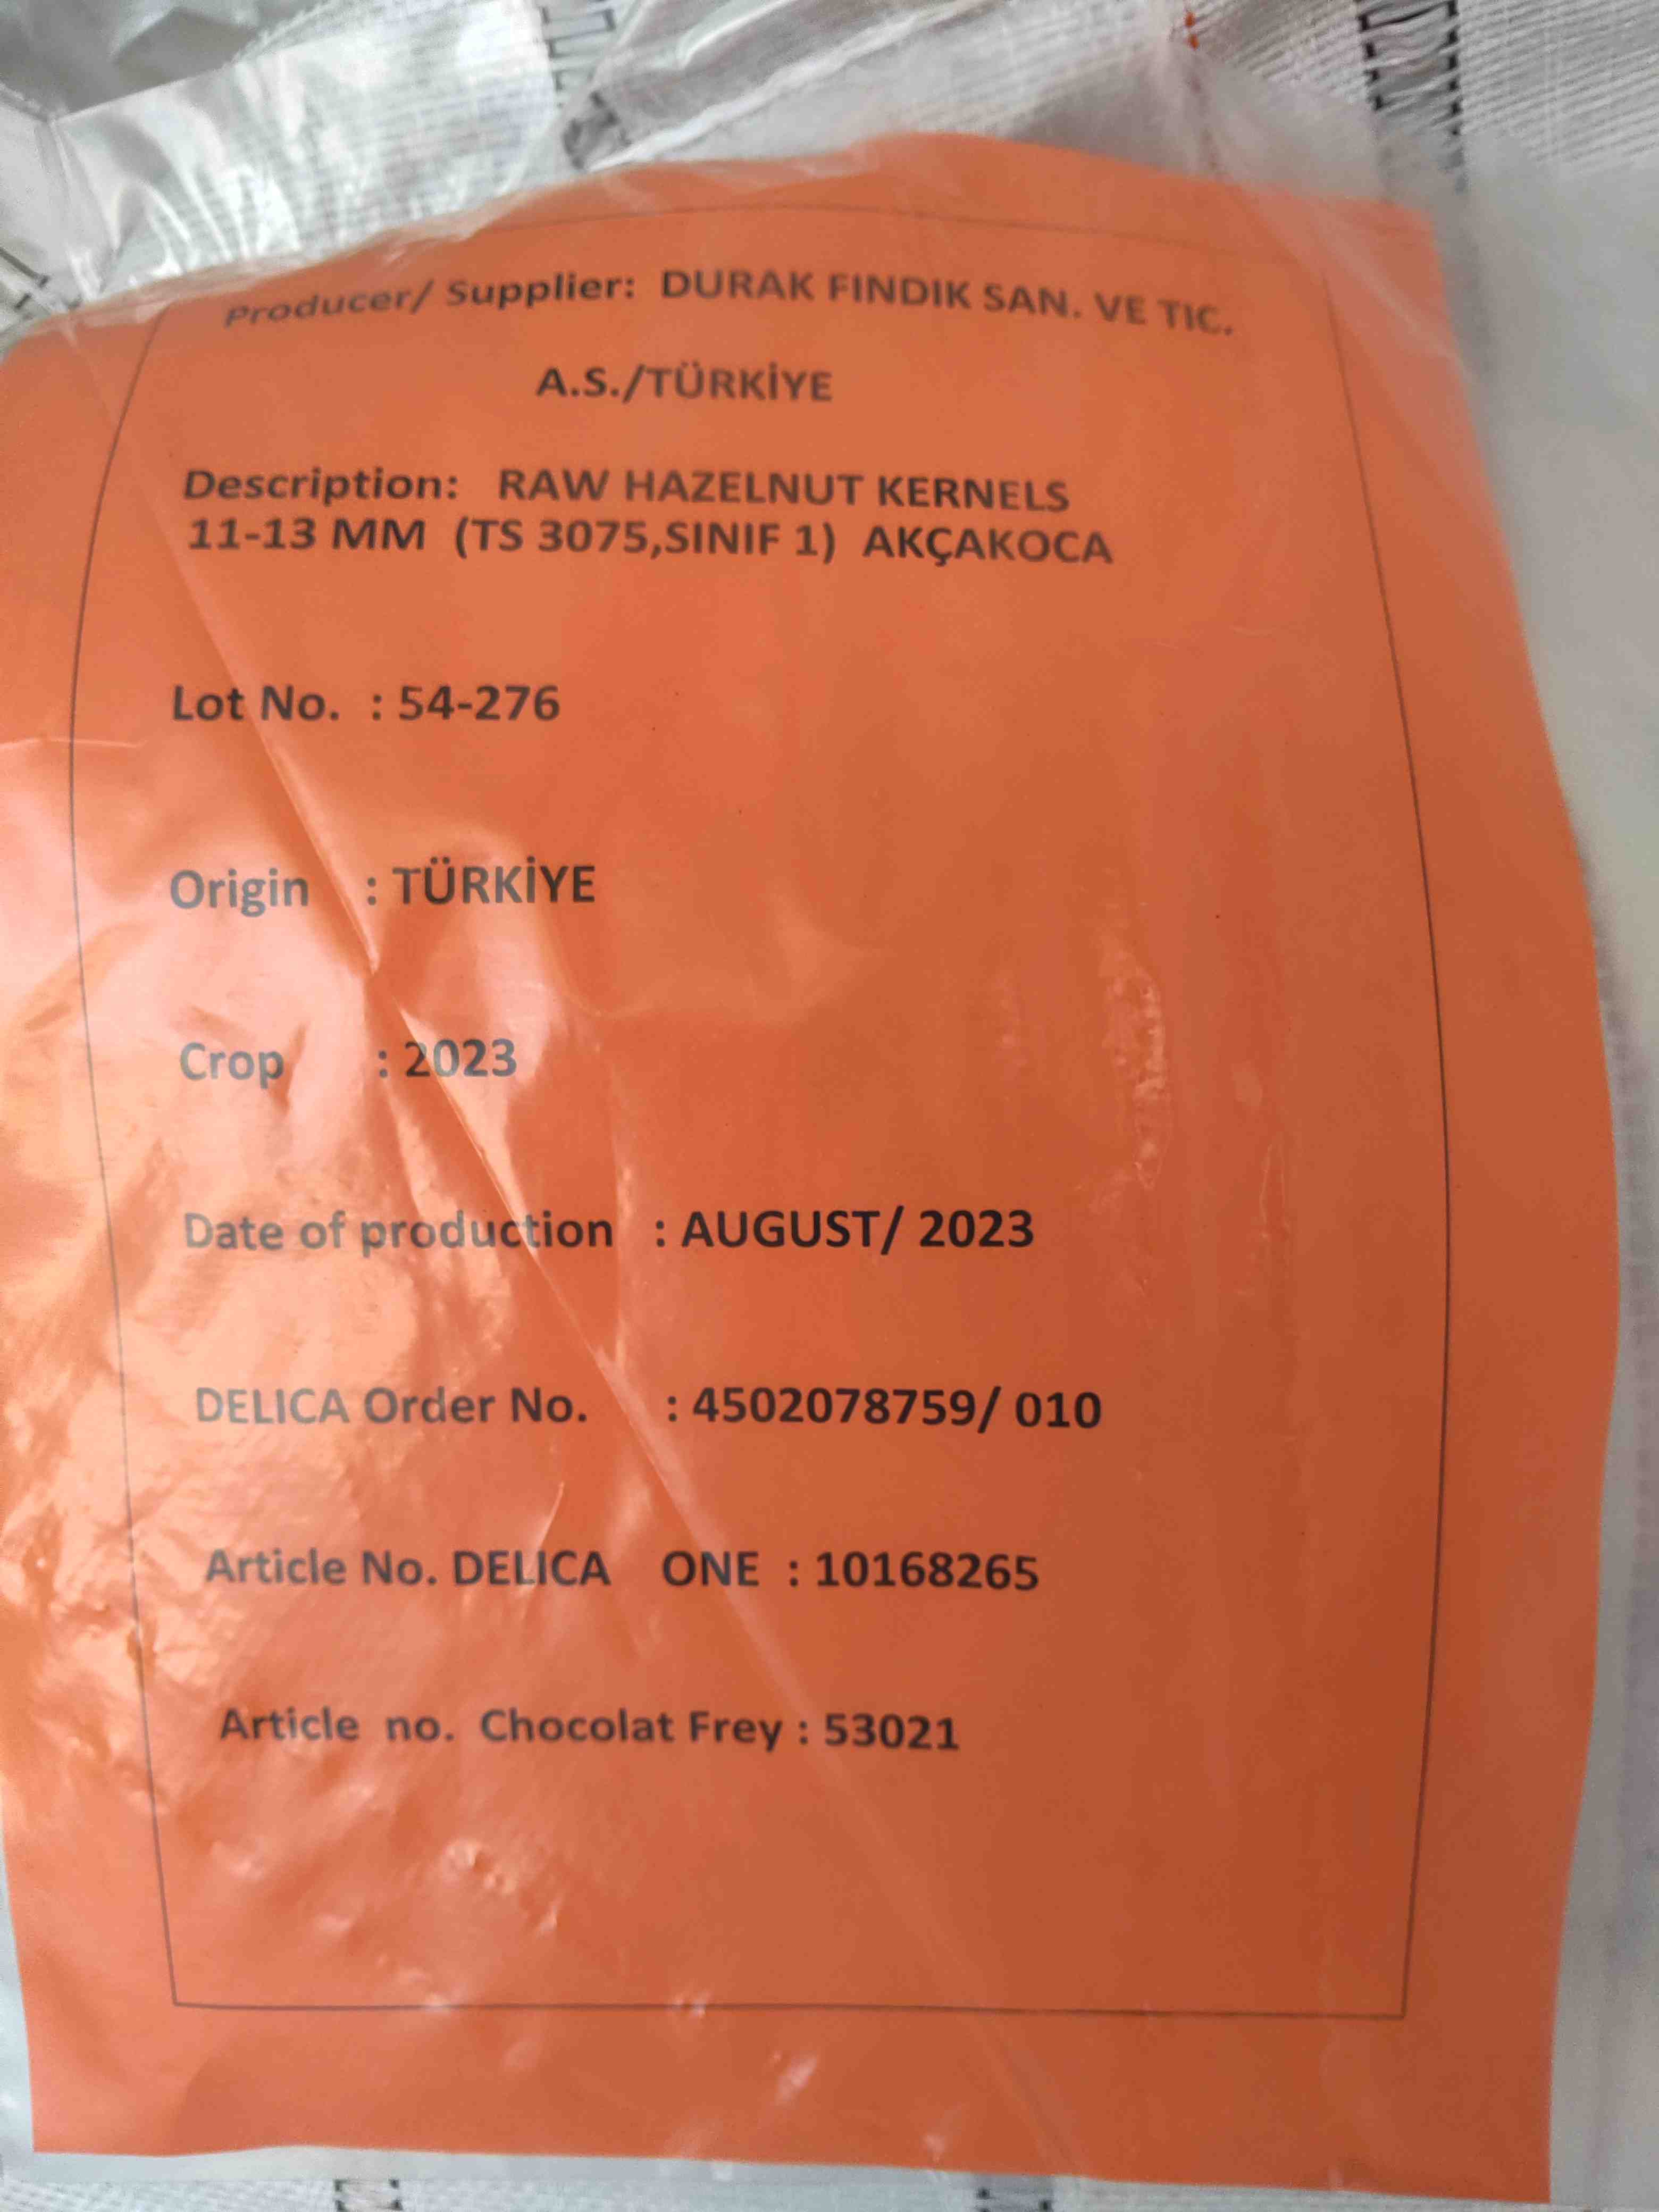 Producer/ Supplier: DURAK FINDIK SAN. VE TIC.
A.S./TÜRKİYE
Description: RAW HAZELNUT KERNELS
11-13 MM (TS 3075,SINIF 1) AKÇAKOCA
Lot No. : 54-276
Origin : TÜRKİYE
Crop : 2023
Date of production : AUGUST/ 2023
DELICA Order No. : 4502078759/ 010
Article No. DELICA ONE : 10168265
Article no. Chocolat Frey : 53021